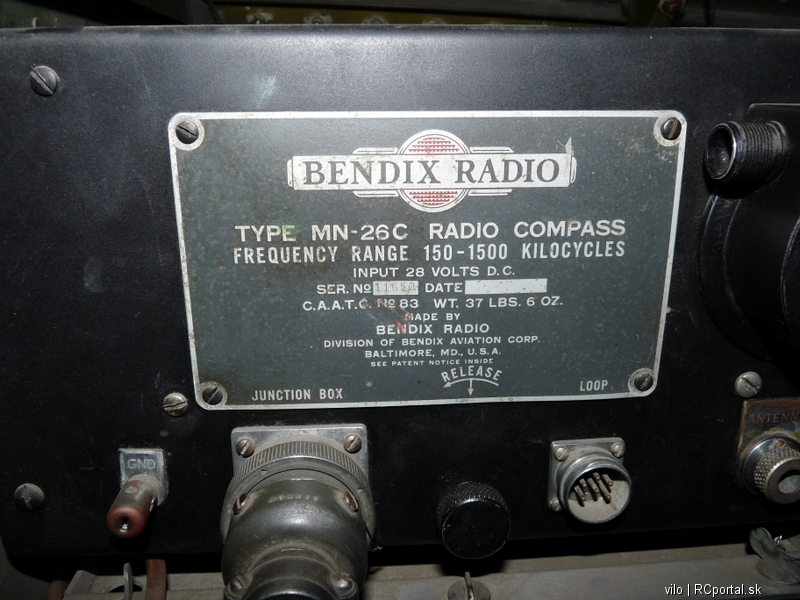 BENDIX RADIO
TYPE MN-26C RADIO COMPASS
FREQUENCY RANGE 150-1500 KILOCYCLES
INPUT 28 VOLTS D.C.
SER. NO DATE
C.A.A.T.C. NO 83 WT. 37 LBS. 6 OZ.
MADE BY
BENDIX RADIO
DIVISION OF BENDIX AVIATION CORP.
BALTIMORE, MD., U.S.A.
SEE PATENT NOTICE INSIDE
RELEASE
JUNCTION BOX
LOOP
GND
vilo | RCportal.sk